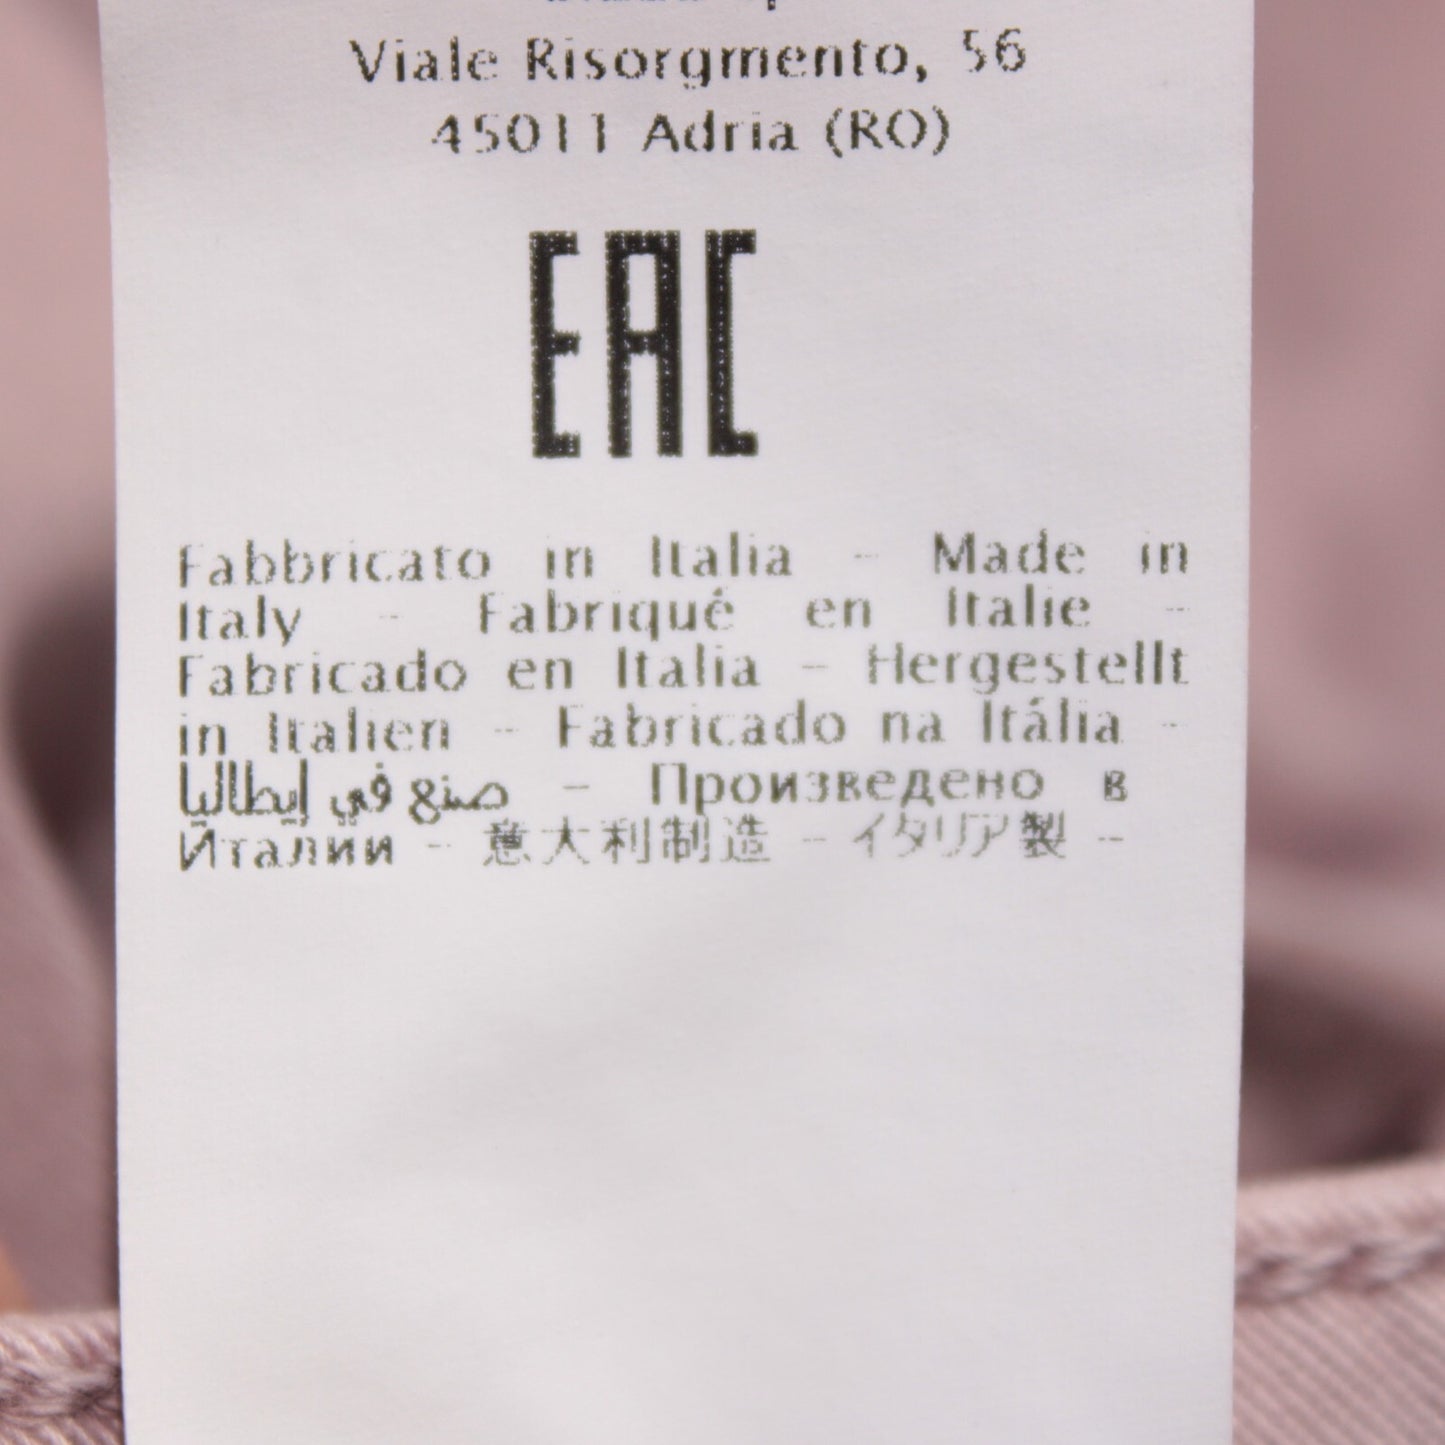 Viale Risorgmento, 56
45011 Adria (RO)
EAC
Fabbricato in Italia - Made in
Italy - Fabriqué en Italie -
Fabricado en Italia - Hergestellt
in Italien - Fabricado na Itália -
صنع في إيطاليا - Произведено в
Италии - 意大利制造 - イタリア製 -